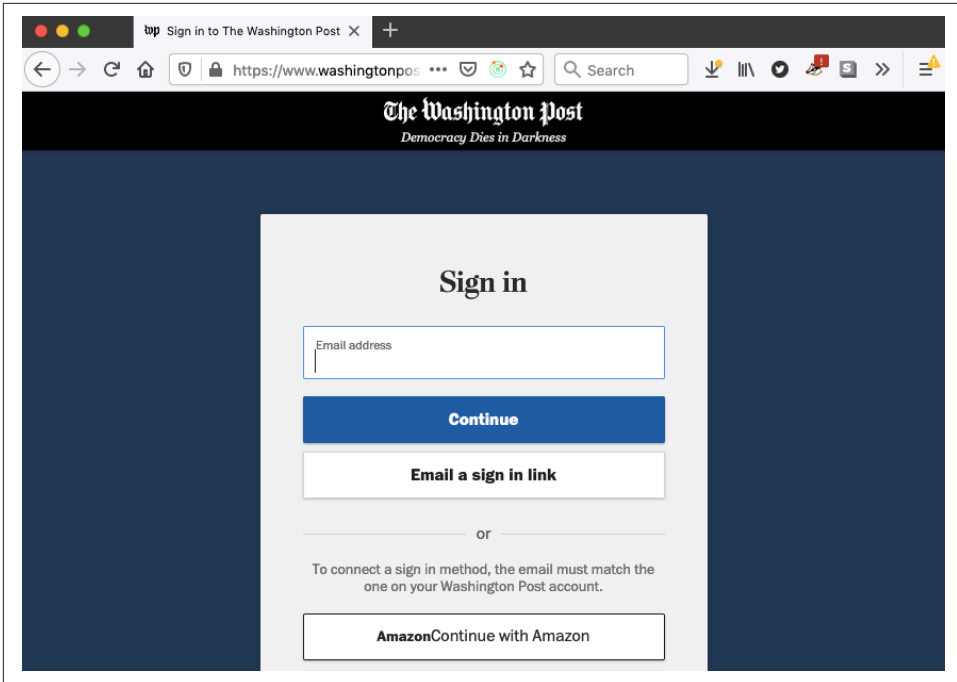 wp Sign in to The Washington Post
https://www.washingtonpos
Search
S
The Washington Post
Democracy Dies in Darkness
Sign in
Email address
Continue
Email a sign in link
or
To connect a sign in method, the email must match the
one on your Washington Post account.
AmazonContinue with Amazon